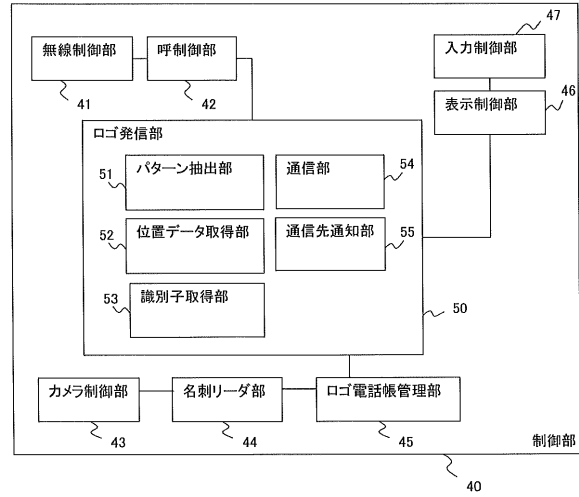 47
無線制御部
呼制御部
入力制御部
41
42
46
表示制御部
ロゴ発信部
51
パターン抽出部
通信部
54
52
位置データ取得部
通信先通知部
55
53
識別子取得部
50
カメラ制御部
名刺リーダ部
ロゴ電話帳管理部
43
44
45
制御部
40